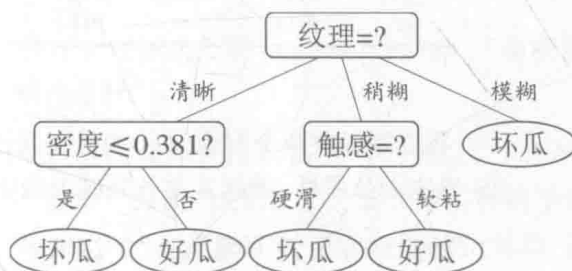 纹理=?
清晰 稍糊 模糊
密度≤0.381? 触感=? 坏瓜
是 否 硬滑 软粘
坏瓜 好瓜 坏瓜 好瓜